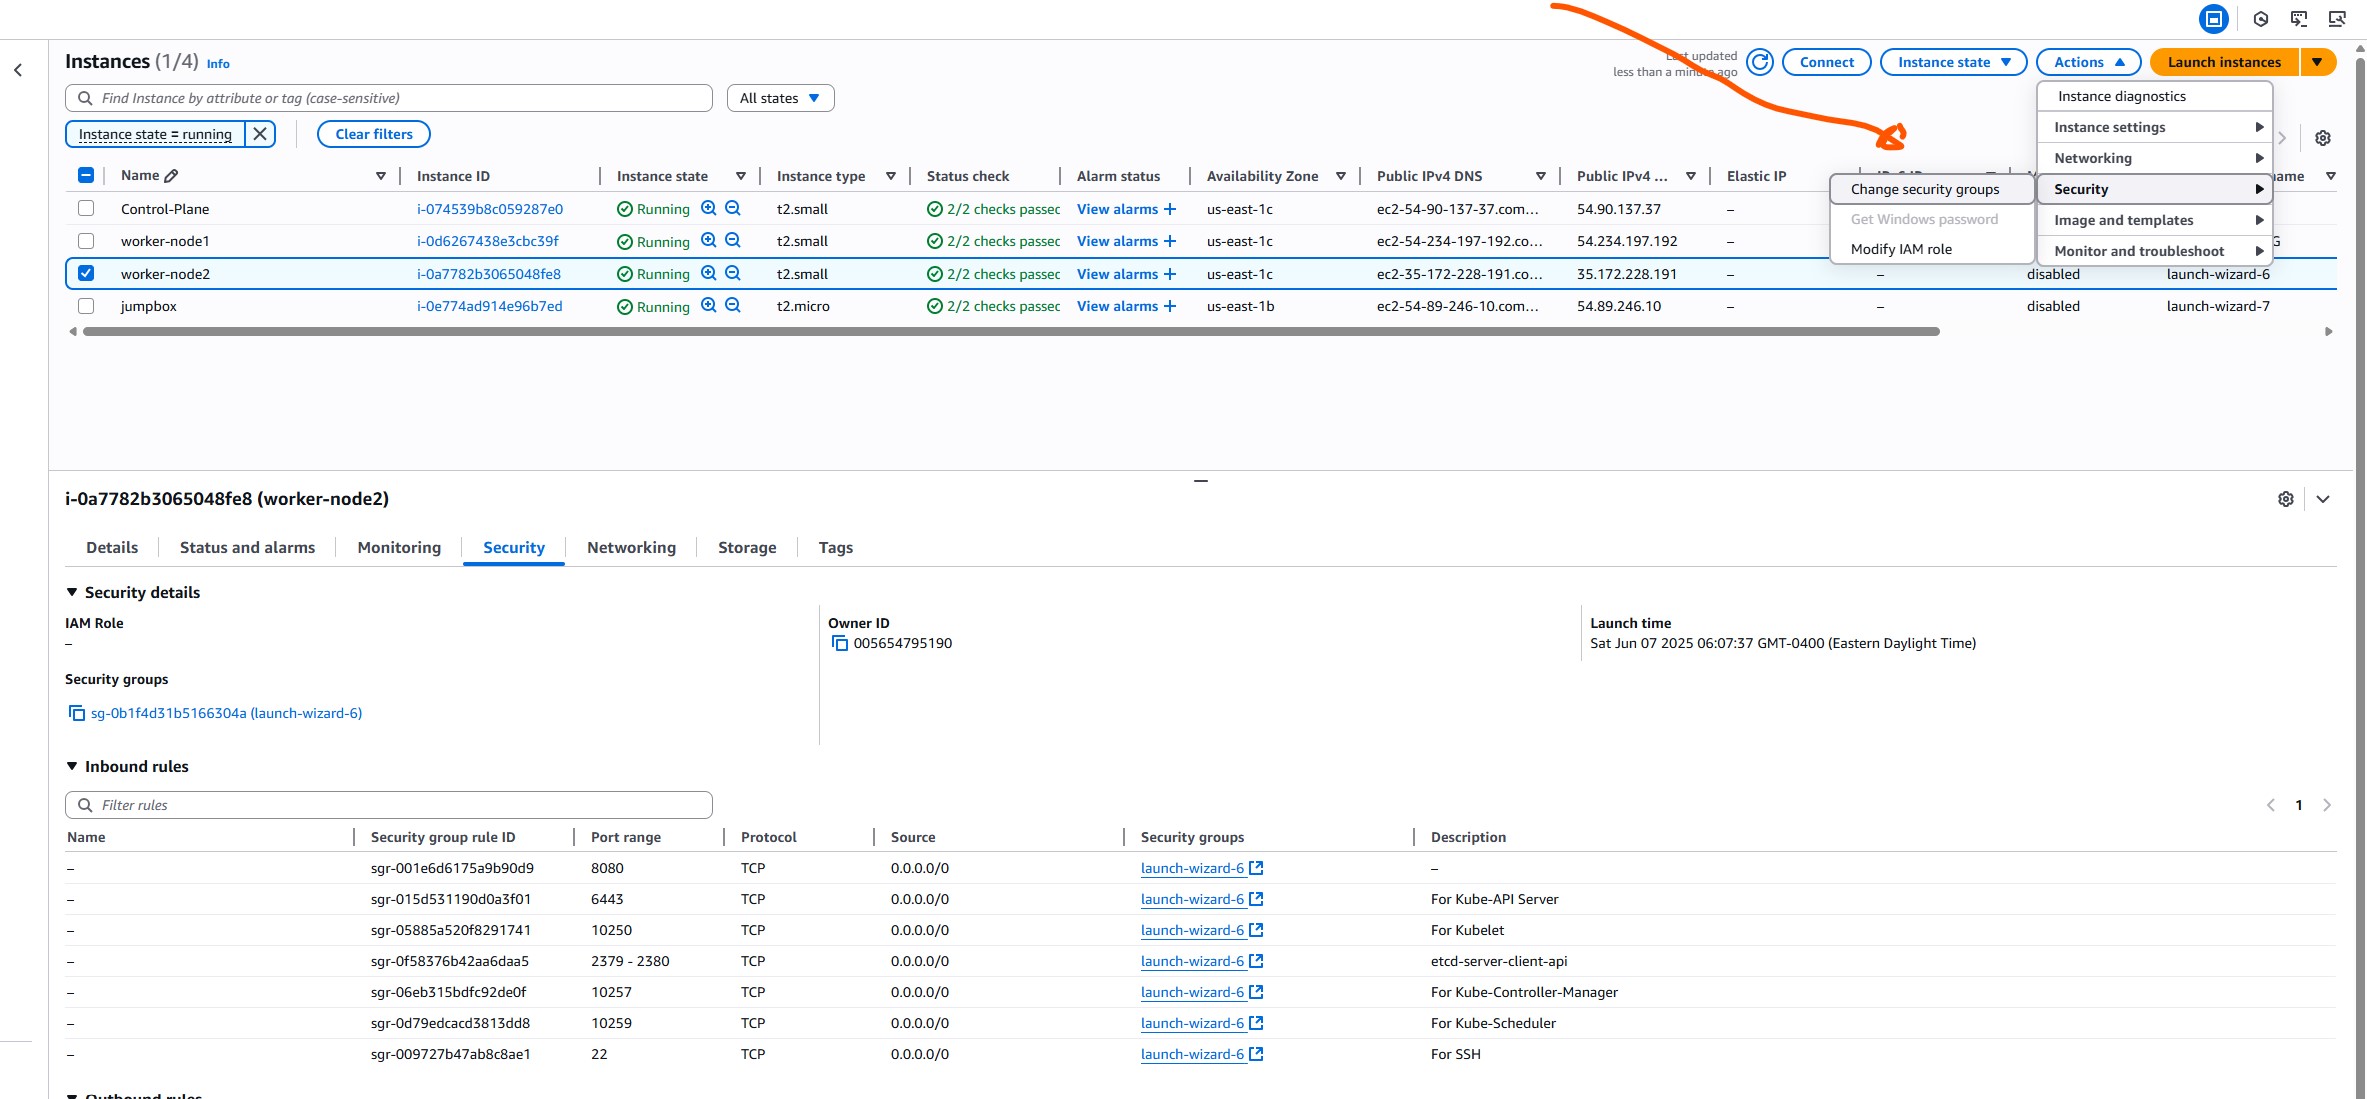 Instances (1/4) Info
Last updated
less than a minute ago
Connect
Instance state
Actions
Launch instances
Find Instance by attribute or tag (case-sensitive)
All states
Instance state = running
Clear filters
Instance diagnostics
Instance settings
Networking
Security
Image and templates
Monitor and troubleshoot
Change security groups
Get Windows password
Modify IAM role
Name Instance ID Instance state Instance type Status check Alarm status Availability Zone Public IPv4 DNS Public IPv4 ... Elastic IP
Control-Plane i-074539b8c059287e0 Running t2.small 2/2 checks passec View alarms + us-east-1c ec2-54-90-137-37.com... 54.90.137.37 –
worker-node1 i-0d6267438e3cbc39f Running t2.small 2/2 checks passec View alarms + us-east-1c ec2-54-234-197-192.co... 54.234.197.192 –
worker-node2 i-0a7782b3065048fe8 Running t2.small 2/2 checks passec View alarms + us-east-1c ec2-35-172-228-191.co... 35.172.228.191 – – disabled launch-wizard-6
jumpbox i-0e774ad914e96b7ed Running t2.micro 2/2 checks passec View alarms + us-east-1b ec2-54-89-246-10.com... 54.89.246.10 – – disabled launch-wizard-7
i-0a7782b3065048fe8 (worker-node2)
Details Status and alarms Monitoring Security Networking Storage Tags
Security details
IAM Role
–
Owner ID
005654795190
Launch time
Sat Jun 07 2025 06:07:37 GMT-0400 (Eastern Daylight Time)
Security groups
sg-0b1f4d31b5166304a (launch-wizard-6)
Inbound rules
Filter rules
1
Name Security group rule ID Port range Protocol Source Security groups Description
– sgr-001e6d6175a9b90d9 8080 TCP 0.0.0.0/0 launch-wizard-6 –
– sgr-015d531190d0a3f01 6443 TCP 0.0.0.0/0 launch-wizard-6 For Kube-API Server
– sgr-05885a520f8291741 10250 TCP 0.0.0.0/0 launch-wizard-6 For Kubelet
– sgr-0f58376b42aa6daa5 2379 - 2380 TCP 0.0.0.0/0 launch-wizard-6 etcd-server-client-api
– sgr-06eb315bdfc92de0f 10257 TCP 0.0.0.0/0 launch-wizard-6 For Kube-Controller-Manager
– sgr-0d79edcacd3813dd8 10259 TCP 0.0.0.0/0 launch-wizard-6 For Kube-Scheduler
– sgr-009727b47ab8c8ae1 22 TCP 0.0.0.0/0 launch-wizard-6 For SSH
Outbound rules